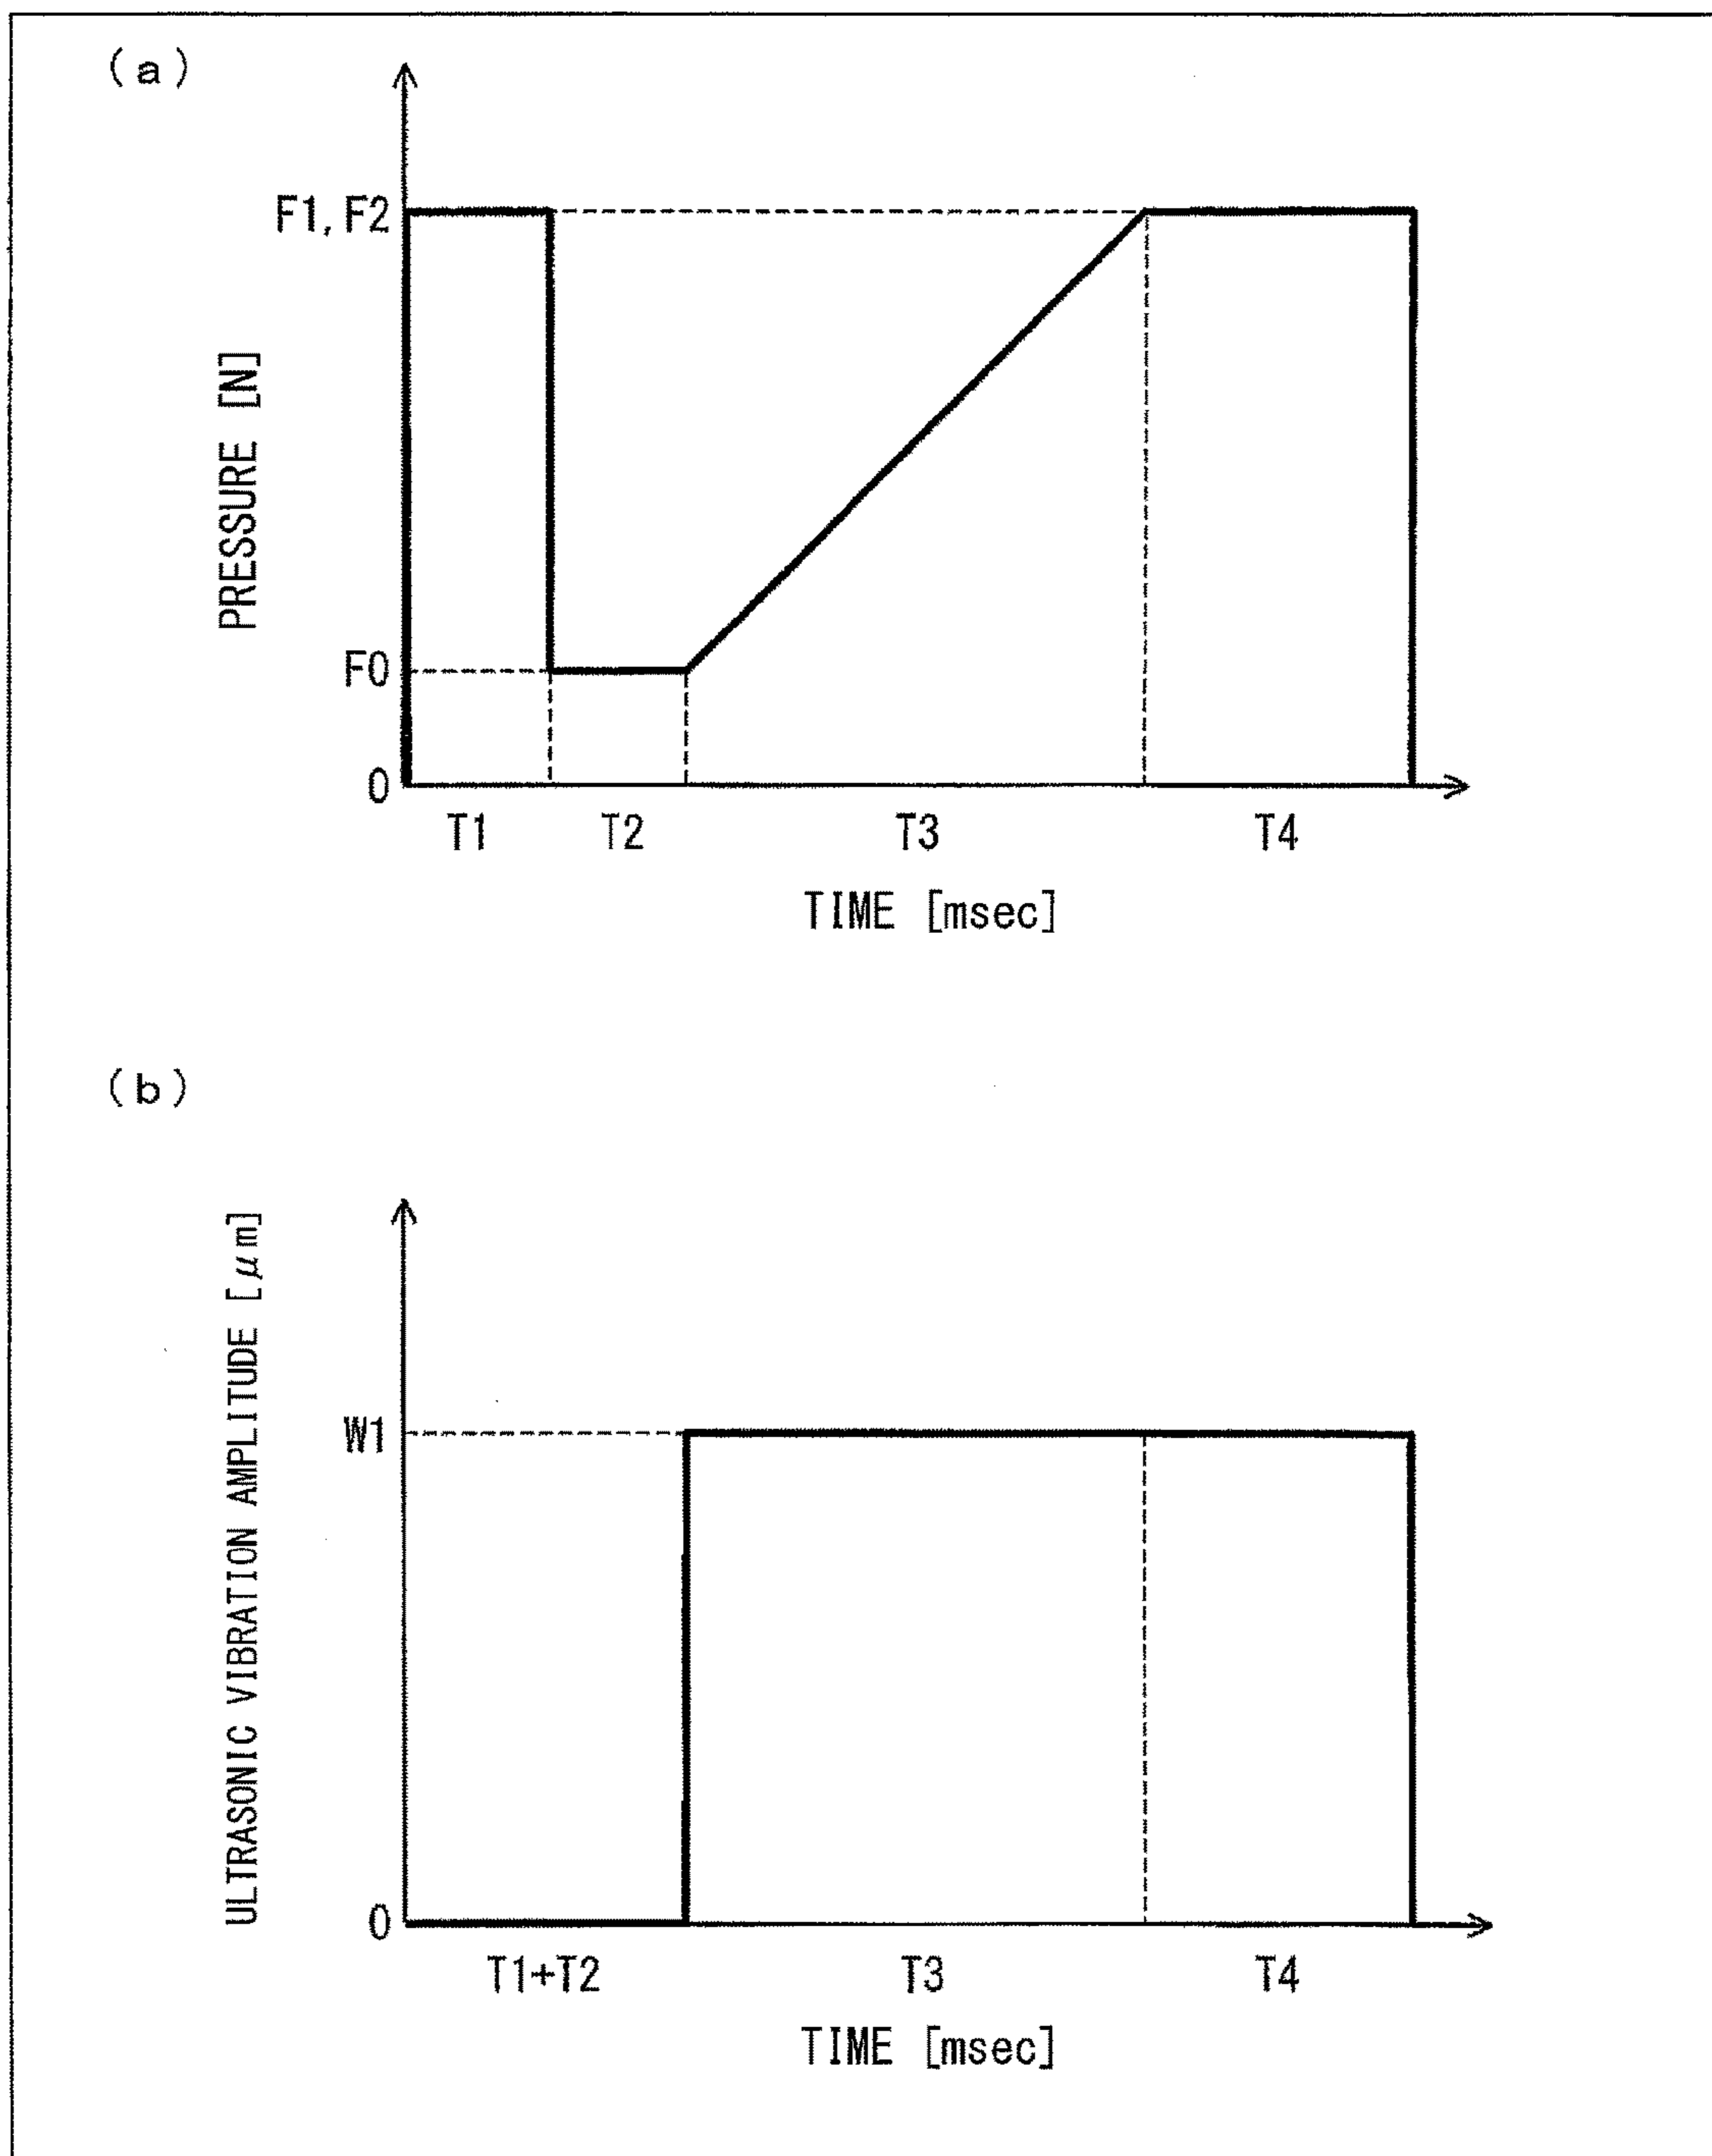 (a)
F1, F2
PRESSURE [N]
F0
0
T1 T2 T3 T4
TIME [msec]
(b)
ULTRASONIC VIBRATION AMPLITUDE [μm]
W1
0
T1+T2 T3 T4
TIME [msec]